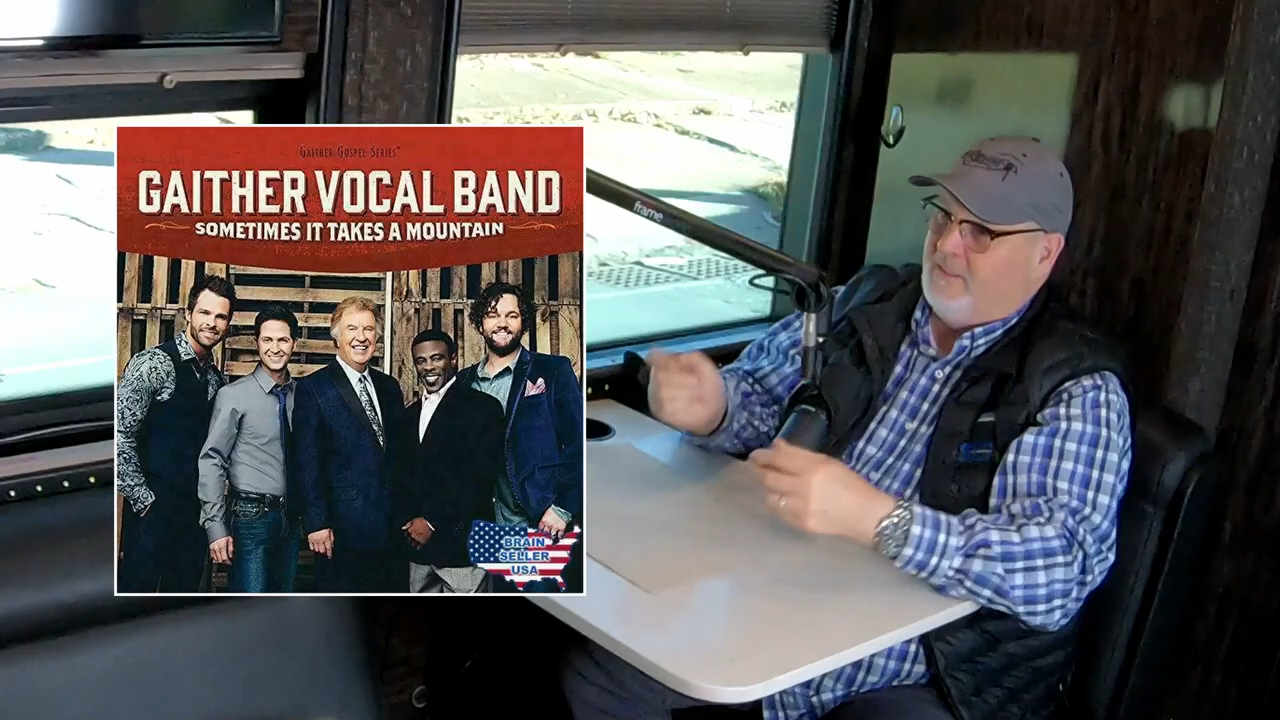 GAITHER GOSPEL SERIES
GAITHER VOCAL BAND
SOMETIMES IT TAKES A MOUNTAIN
frame
BRAIN
SELLER
USA